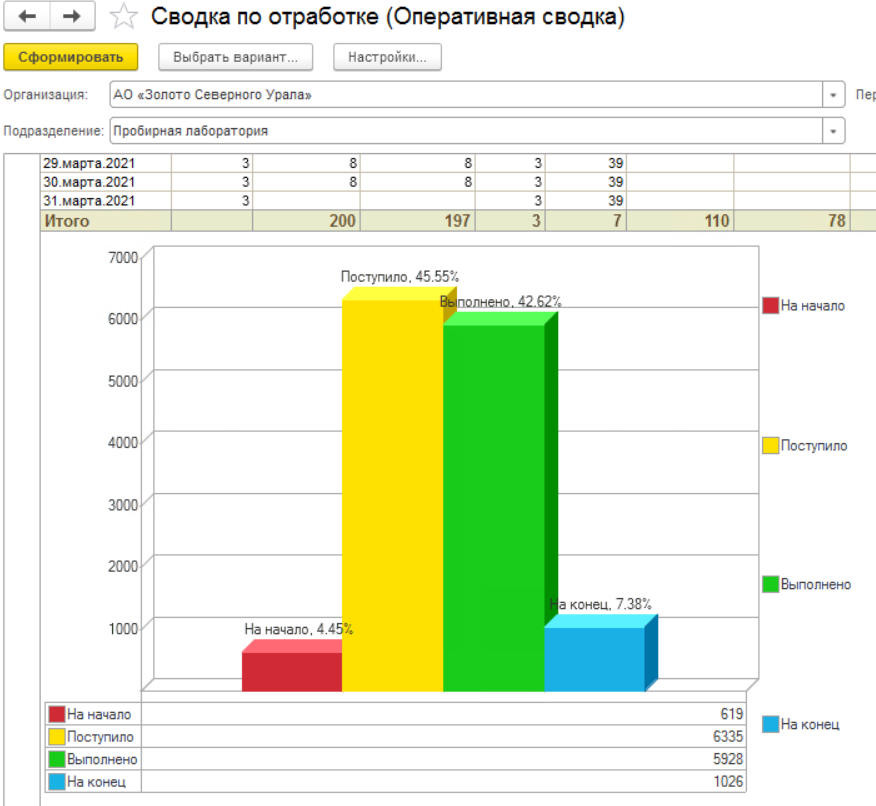 Сводка по отработке (Оперативная сводка)
Сформировать Выбрать вариант... Настройки...
Организация: АО «Золото Северного Урала» Пер
Подразделение: Пробирная лаборатория
29.марта.2021 3 8 8 3 39
30.марта.2021 3 8 8 3 39
31.марта.2021 3 3 39
Итого 200 197 3 7 110 78
7000
Поступило, 45.55%
Выполнено, 42.62%
На начало
6000
5000
Поступило
4000
3000
Выполнено
2000
На конец, 7.38%
1000
На начало, 4.45%
На начало 619
На конец
Поступило 6335
Выполнено 5928
На конец 1026